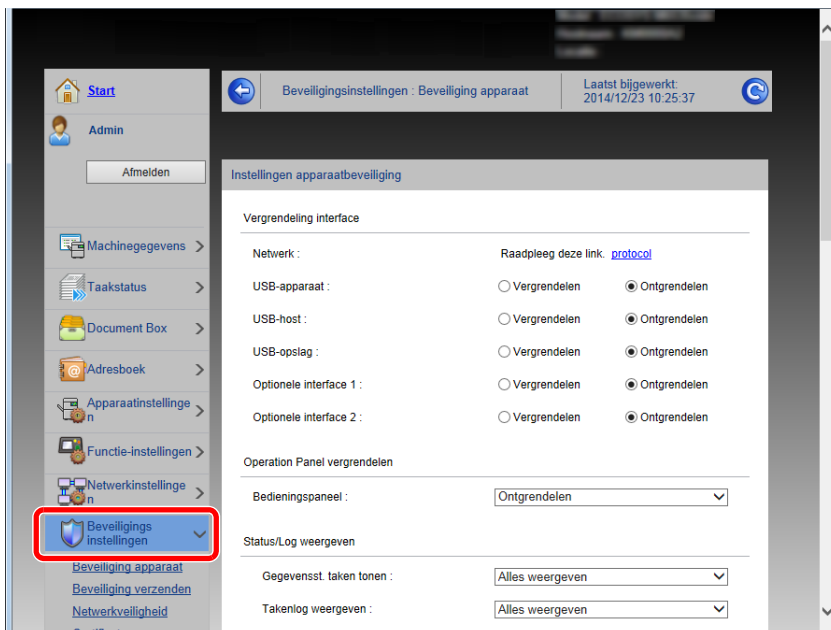 Start
Beveiligingsinstellingen : Beveiliging apparaat
Laatst bijgewerkt:
2014/12/23 10:25:37
Admin
Afmelden
Machinegegevens
Taakstatus
Document Box
Adresboek
Apparaatinstellinge
n
Functie-instellingen
Netwerkinstellinge
n
Beveiligings
instellingen
Beveiliging apparaat
Beveiliging verzenden
Netwerkveiligheid
Instellingen apparaatbeveiliging
Vergrendeling interface
Netwerk : Raadpleeg deze link. protocol
USB-apparaat : Vergrendelen Ontgrendelen
USB-host : Vergrendelen Ontgrendelen
USB-opslag : Vergrendelen Ontgrendelen
Optionele interface 1 : Vergrendelen Ontgrendelen
Optionele interface 2 : Vergrendelen Ontgrendelen
Operation Panel vergrendelen
Bedieningspaneel : Ontgrendelen
Status/Log weergeven
Gegevensst. taken tonen : Alles weergeven
Takenlog weergeven : Alles weergeven